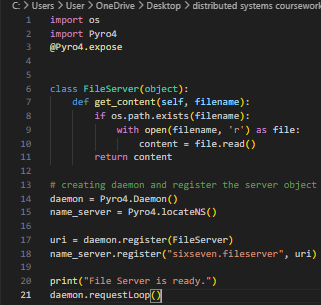 C: > Users > User > OneDrive > Desktop > distributed systems coursework
1 import os
2 import Pyro4
3 @Pyro4.expose
4
5
6 class FileServer(object):
7 def get_content(self, filename):
8 if os.path.exists(filename):
9 with open(filename, 'r') as file:
10 content = file.read()
11 return content
12
13 # creating daemon and register the server object
14 daemon = Pyro4.Daemon()
15 name_server = Pyro4.locateNS()
16
17 uri = daemon.register(FileServer)
18 name_server.register("sixseven.fileserver", uri)
19
20 print("File Server is ready.")
21 daemon.requestLoop()